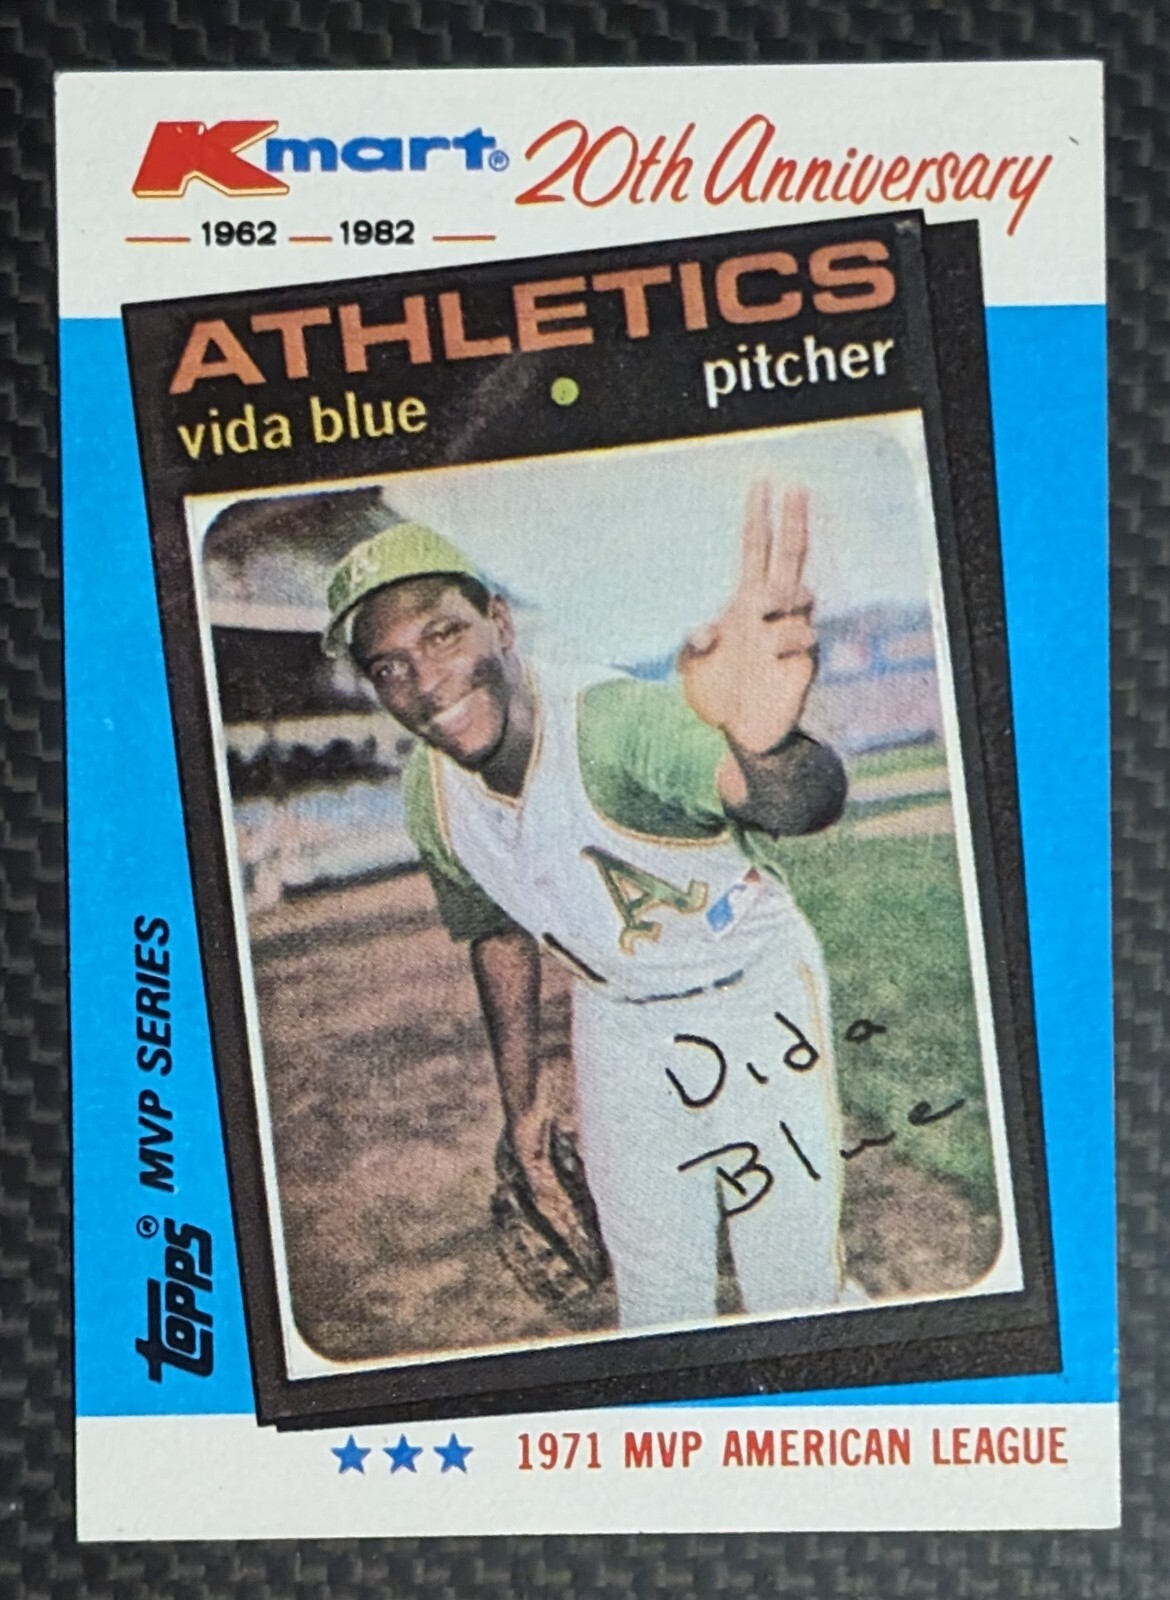 Kmart® 20th Anniversary
1962 — 1982
ATHLETICS
vida blue • pitcher
A
A
Vida
Blue
Topps® MVP SERIES
★★★ 1971 MVP AMERICAN LEAGUE